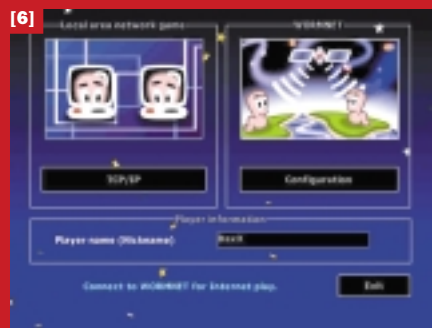 [6]
Local area network game
WORMNET
TCP/IP
Configuration
Player information
Player name (Nickname)
Connect to WORMNET for Internet play.
Exit